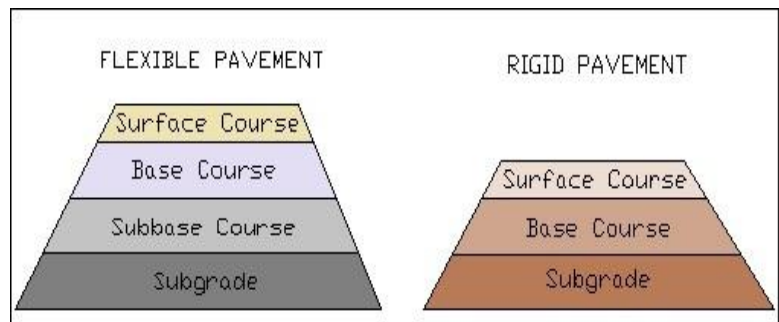 FLEXIBLE PAVEMENT
Surface Course
Base Course
Subbase Course
Subgrade
RIGID PAVEMENT
Surface Course
Base Course
Subgrade